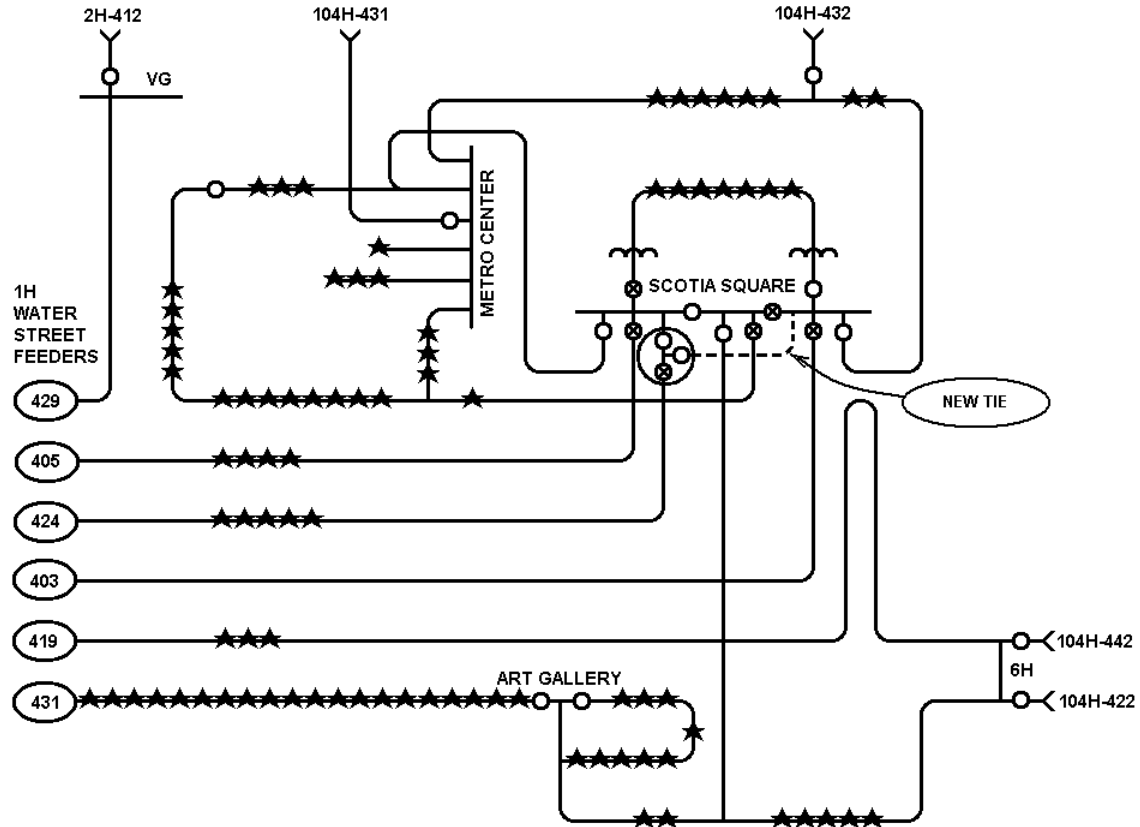 2H-412
104H-431
104H-432
VG
METRO CENTER
SCOTIA SQUARE
1H
WATER
STREET
FEEDERS
429
NEW TIE
405
424
403
419
104H-442
6H
ART GALLERY
431
104H-422